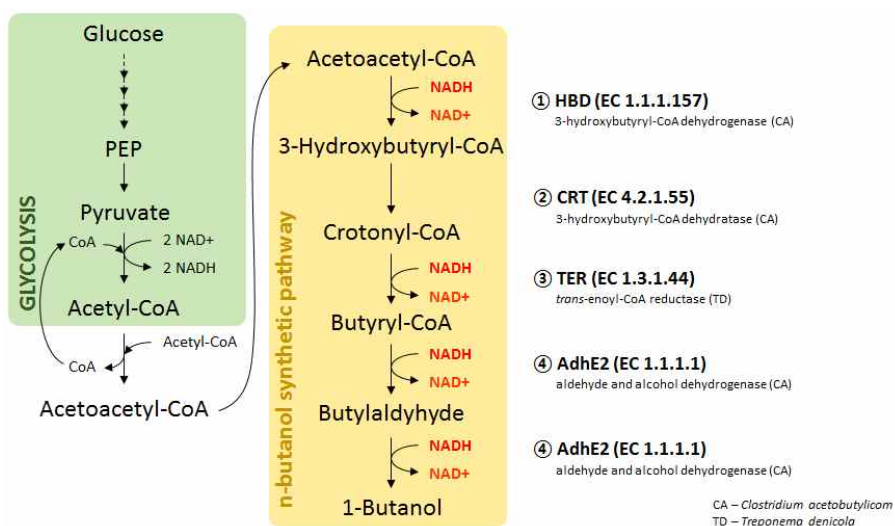 Glucose
PEP
Pyruvate
CoA
2 NAD+
2 NADH
Acetyl-CoA
Acetyl-CoA
CoA
Acetoacetyl-CoA
GLYCOLYSIS
n-butanol synthetic pathway
Acetoacetyl-CoA
NADH
NAD+
3-Hydroxybutyryl-CoA
Crotonyl-CoA
NADH
NAD+
Butyryl-CoA
NADH
NAD+
Butylaldyhyde
NADH
NAD+
1-Butanol
① HBD (EC 1.1.1.157)
3-hydroxybutyryl-CoA dehydrogenase (CA)
② CRT (EC 4.2.1.55)
3-hydroxybutyryl-CoA dehydratase (CA)
③ TER (EC 1.3.1.44)
trans-enoyl-CoA reductase (TD)
④ AdhE2 (EC 1.1.1.1)
aldehyde and alcohol dehydrogenase (CA)
④ AdhE2 (EC 1.1.1.1)
aldehyde and alcohol dehydrogenase (CA)
CA – Clostridium acetobutylicom
TD – Treponema denicola